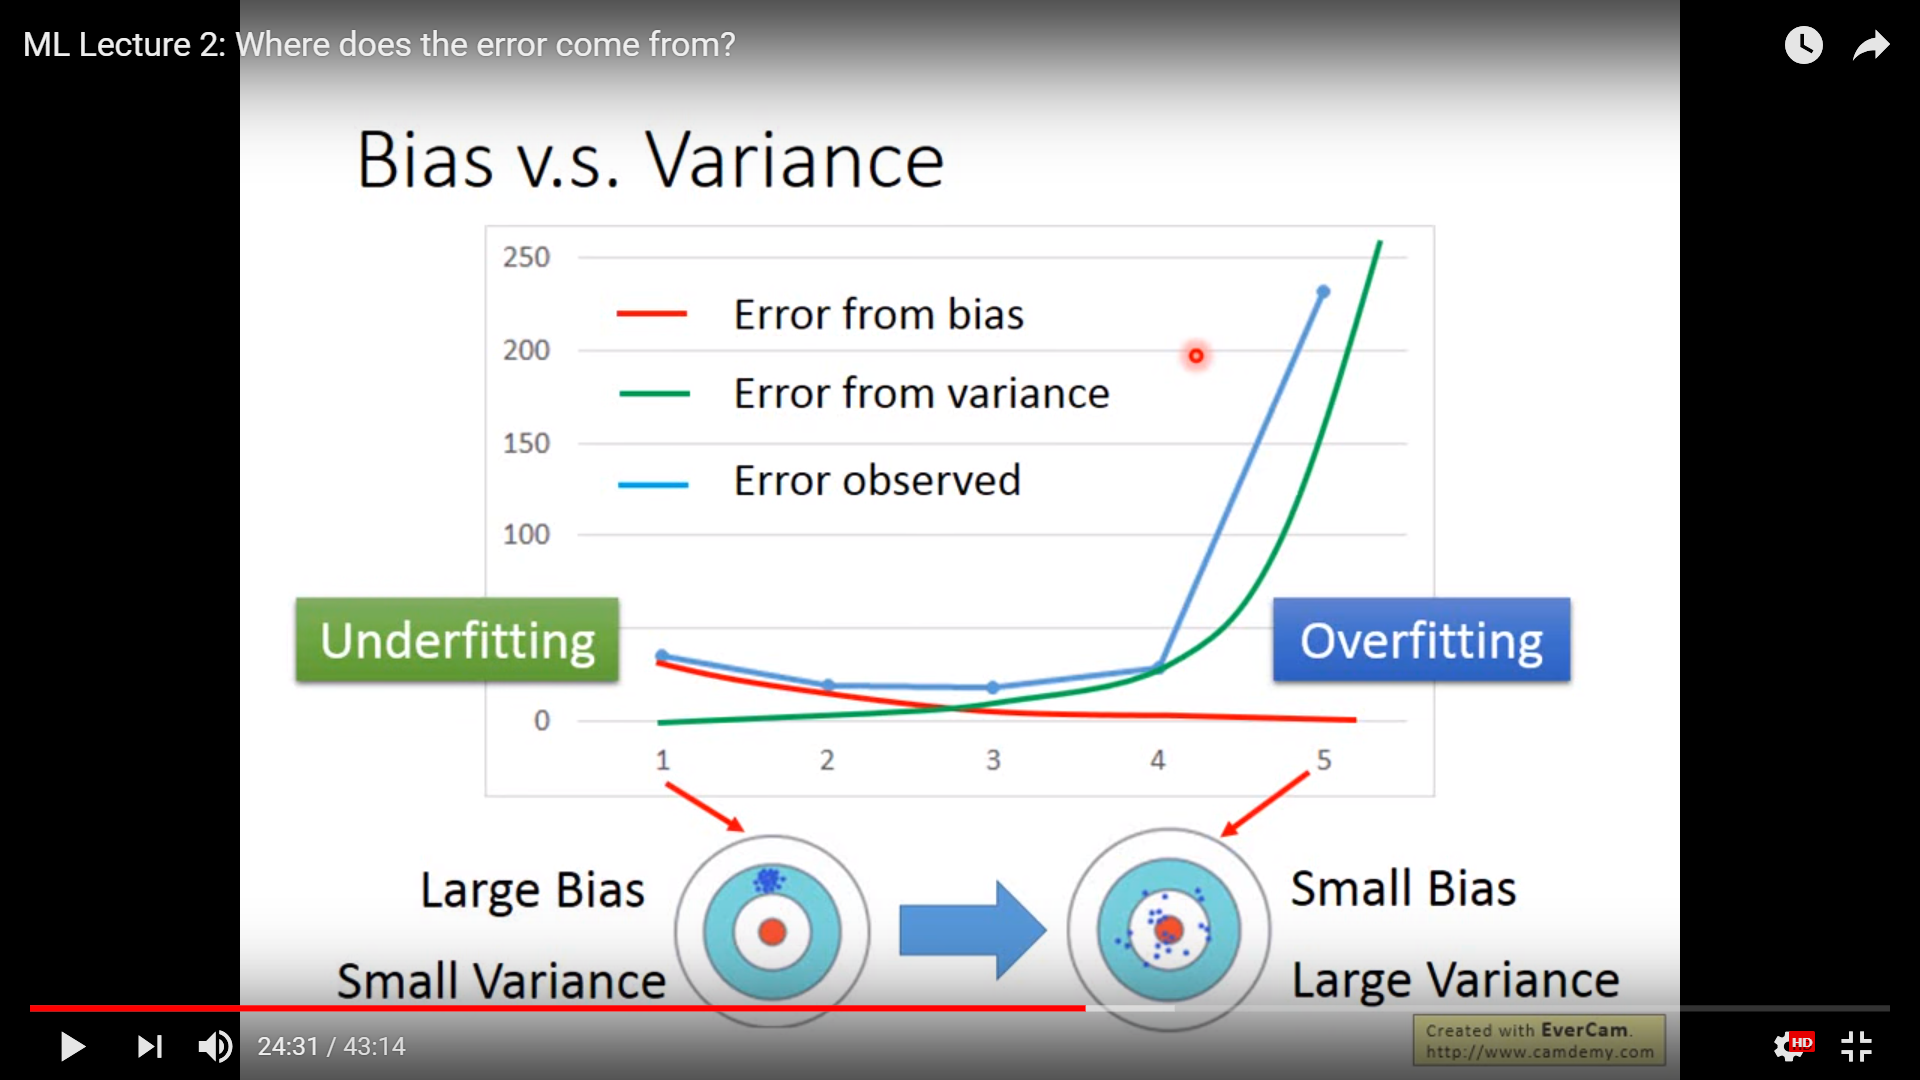 ML Lecture 2: Where does the error come from?
Bias v.s. Variance
250
200
150
100
0
Error from bias
Error from variance
Error observed
Underfitting
Overfitting
1 2 3 4 5
Large Bias
Small Variance
Small Bias
Large Variance
24:31 / 43:14
Created with EverCam.
http://www.camdemy.com
HD